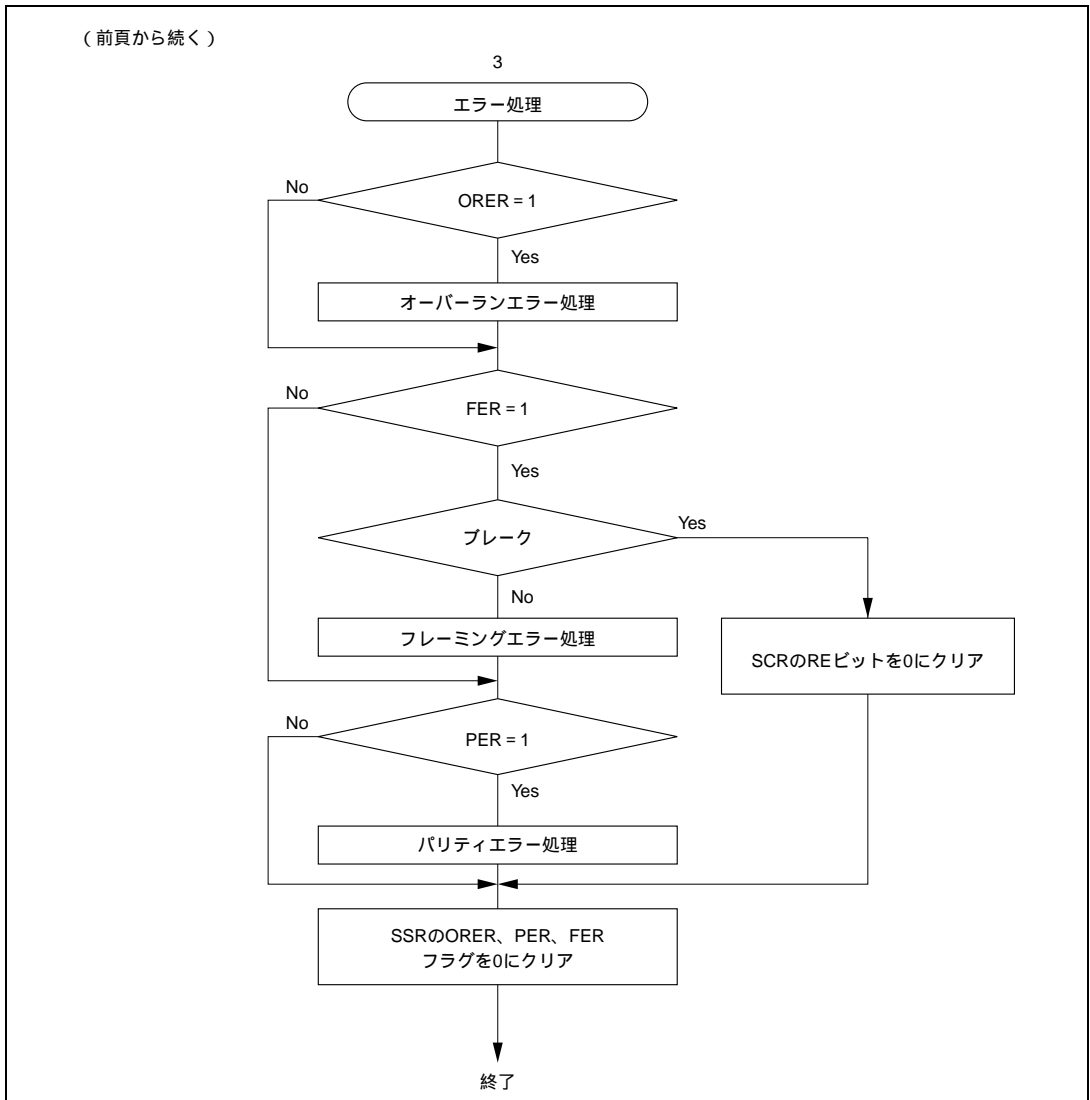 (前頁から続く)
3
エラー処理
No
ORER = 1
Yes
オーバーランエラー処理
No
FER = 1
Yes
ブレーク
Yes
No
フレーミングエラー処理
SCRのREビットを0にクリア
No
PER = 1
Yes
パリティエラー処理
SSRのORER、PER、FER
フラグを0にクリア
終了